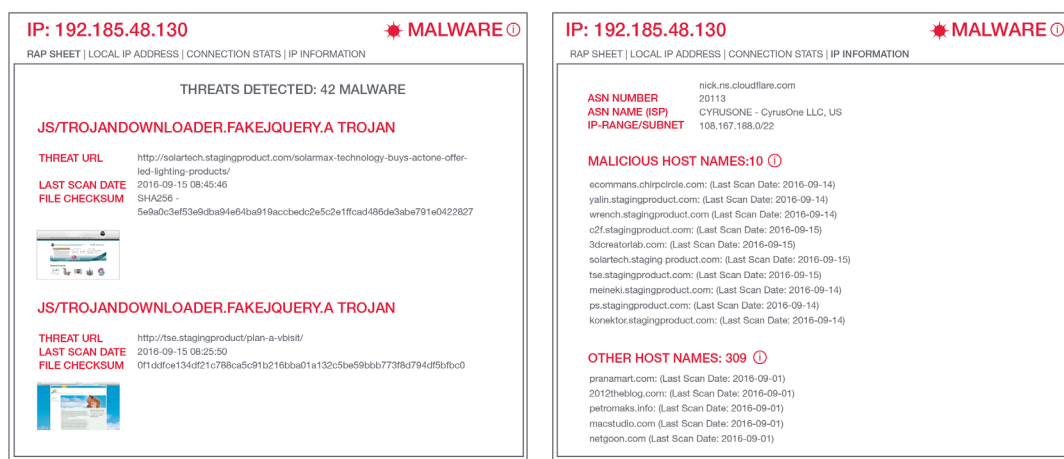 IP: 192.185.48.130
MALWARE ⓘ
RAP SHEET | LOCAL IP ADDRESS | CONNECTION STATS | IP INFORMATION
THREATS DETECTED: 42 MALWARE
JS/TROJANDOWNLOADER.FAKEJQUERY.A TROJAN
THREAT URL http://solartech.stagingproduct.com/solarmax-technology-buys-actone-offer-
led-lighting-products/
LAST SCAN DATE 2016-09-15 08:45:46
FILE CHECKSUM SHA256 -
5e9a0c3ef53e9dba94e64ba919accbedc2e5c2e1ffcad486de3abe791e0422827
JS/TROJANDOWNLOADER.FAKEJQUERY.A TROJAN
THREAT URL http://tse.stagingproduct/plan-a-vbisit/
LAST SCAN DATE 2016-09-15 08:25:50
FILE CHECKSUM 0f1ddfce134df21c788ca5c91b216bba01a132c5be59bbb773f8d794df5bfbc0
IP: 192.185.48.130
MALWARE ⓘ
RAP SHEET | LOCAL IP ADDRESS | CONNECTION STATS | IP INFORMATION
nick.ns.cloudflare.com
ASN NUMBER 20113
ASN NAME (ISP) CYRUSONE - CyrusOne LLC, US
IP-RANGE/SUBNET 108.167.188.0/22
MALICIOUS HOST NAMES:10 ⓘ
ecommans.chirpcircle.com: (Last Scan Date: 2016-09-14)
yalin.stagingproduct.com: (Last Scan Date: 2016-09-14)
wrench.stagingproduct.com (Last Scan Date: 2016-09-14)
c2f.stagingproduct.com: (Last Scan Date: 2016-09-15)
3dcreatorlab.com: (Last Scan Date: 2016-09-15)
solartech.staging product.com: (Last Scan Date: 2016-09-15)
tse.stagingproduct.com: (Last Scan Date: 2016-09-15)
meineki.stagingproduct.com: (Last Scan Date: 2016-09-14)
ps.stagingproduct.com: (Last Scan Date: 2016-09-14)
konektor.stagingproduct.com: (Last Scan Date: 2016-09-14)
OTHER HOST NAMES: 309 ⓘ
pranamart.com: (Last Scan Date: 2016-09-01)
2012theblog.com: (Last Scan Date: 2016-09-01)
petromaks.info: (Last Scan Date: 2016-09-01)
macstudio.com (Last Scan Date: 2016-09-01)
netgoon.com (Last Scan Date: 2016-09-01)